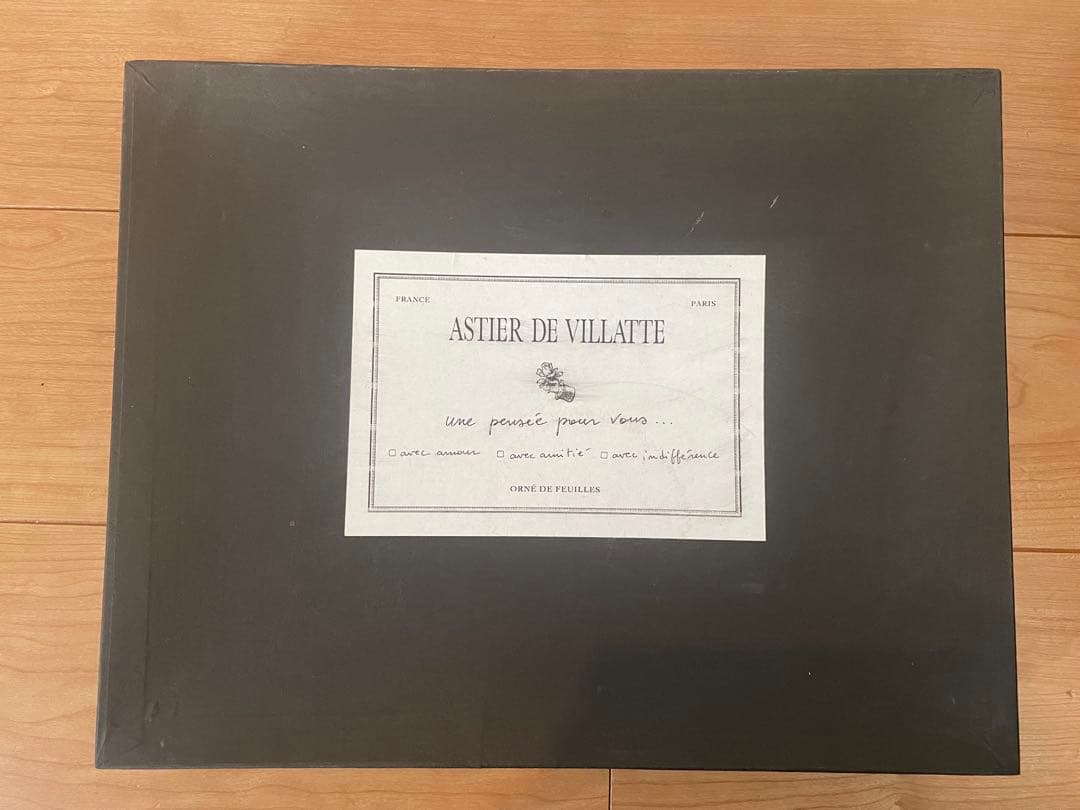 FRANCE PARIS
ASTIER DE VILLATTE
une pensée pour vous...
□ avec amour □ avec amitié □ avec indifférence
ORNÉ DE FEUILLES